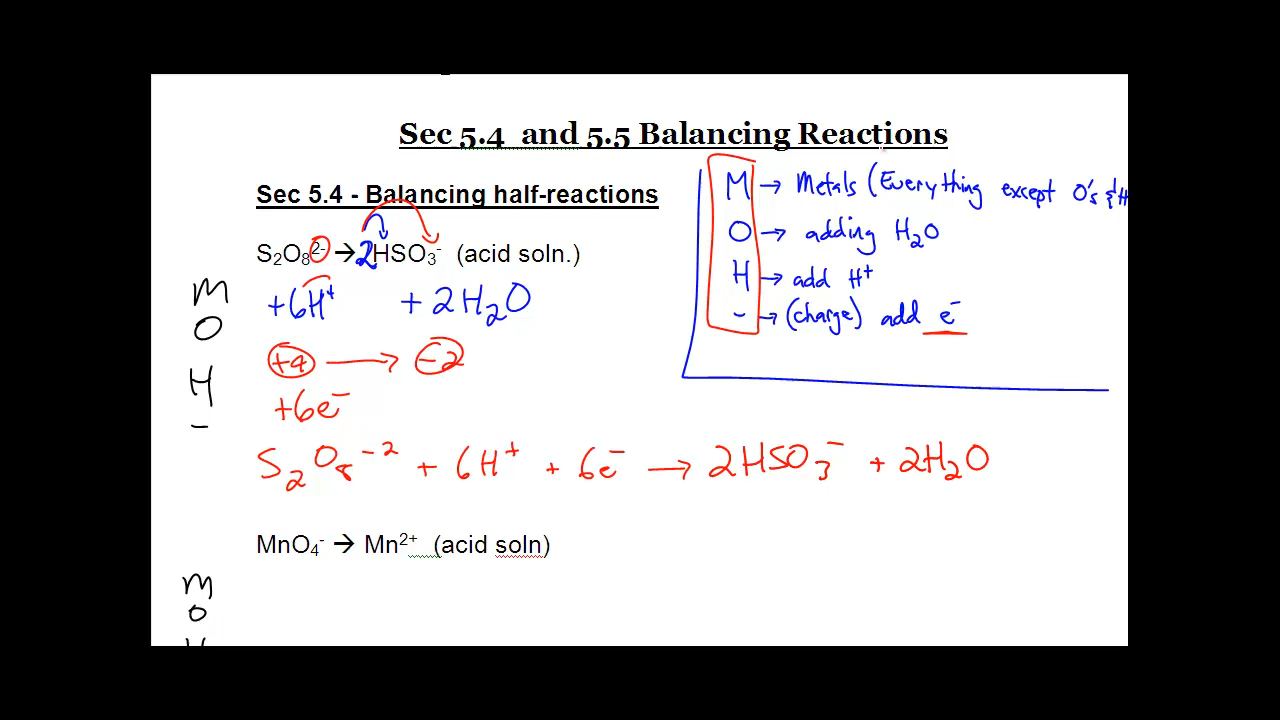 Sec 5.4 and 5.5 Balancing Reactions
Sec 5.4 - Balancing half-reactions
M → Metals (Everything except O's & H
O → adding H₂O
H → add H⁺
- → (charge) add e⁻
S₂O₈²⁻ → 2HSO₃⁻ (acid soln.)
+6H⁺ +2H₂O
+4 → -2
+6e⁻
M
O
H
-
S₂O₈⁻² + 6H⁺ + 6e⁻ → 2HSO₃⁻ + 2H₂O
MnO₄⁻ → Mn²⁺ (acid soln)
M
O